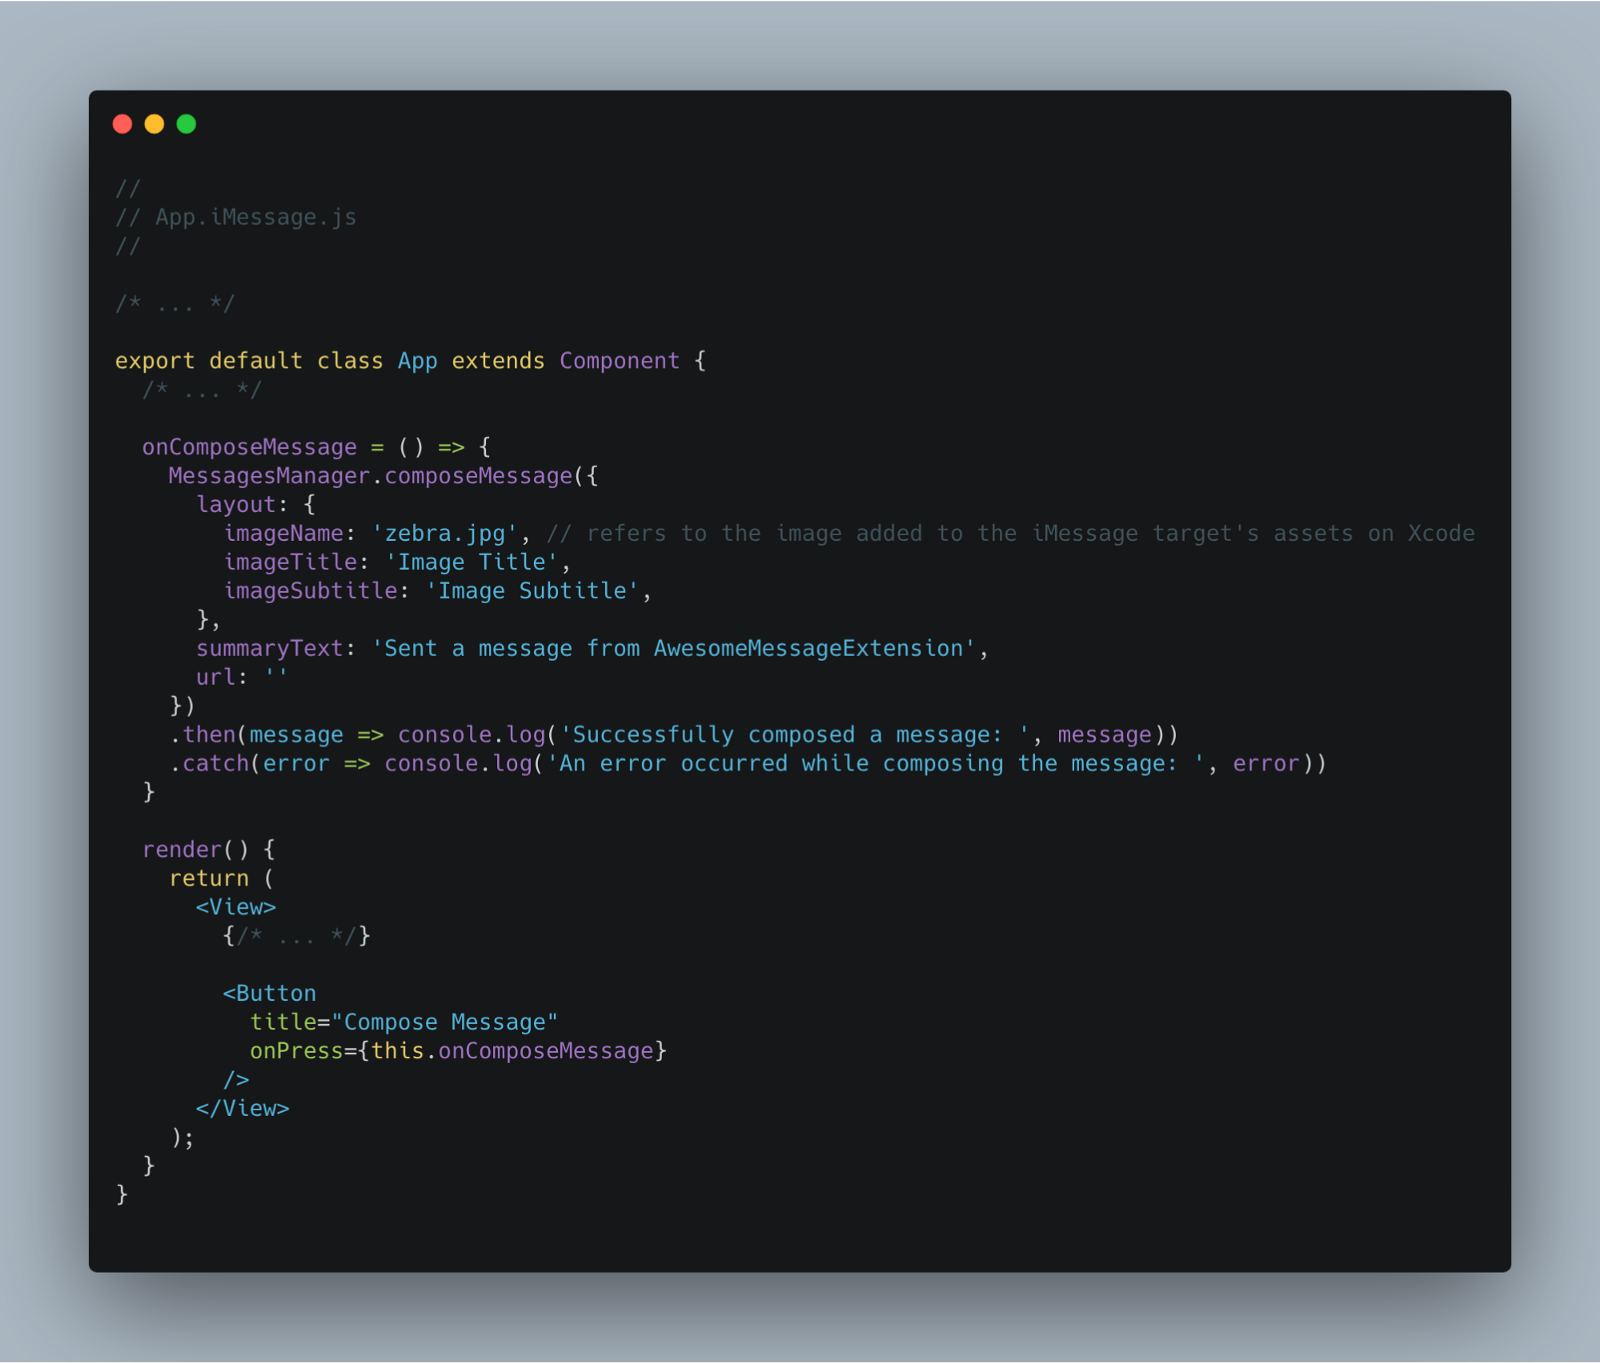 //
// App.iMessage.js
//

/* ... */

export default class App extends Component {
  /* ... */

  onComposeMessage = () => {
    MessagesManager.composeMessage({
      layout: {
        imageName: 'zebra.jpg', // refers to the image added to the iMessage target's assets on Xcode
        imageTitle: 'Image Title',
        imageSubtitle: 'Image Subtitle',
      },
      summaryText: 'Sent a message from AwesomeMessageExtension',
      url: ''
    })
    .then(message => console.log('Successfully composed a message: ', message))
    .catch(error => console.log('An error occurred while composing the message: ', error))
  }

  render() {
    return (
      <View>
        {/* ... */}

        <Button
          title="Compose Message"
          onPress={this.onComposeMessage}
        />
      </View>
    );
  }
}